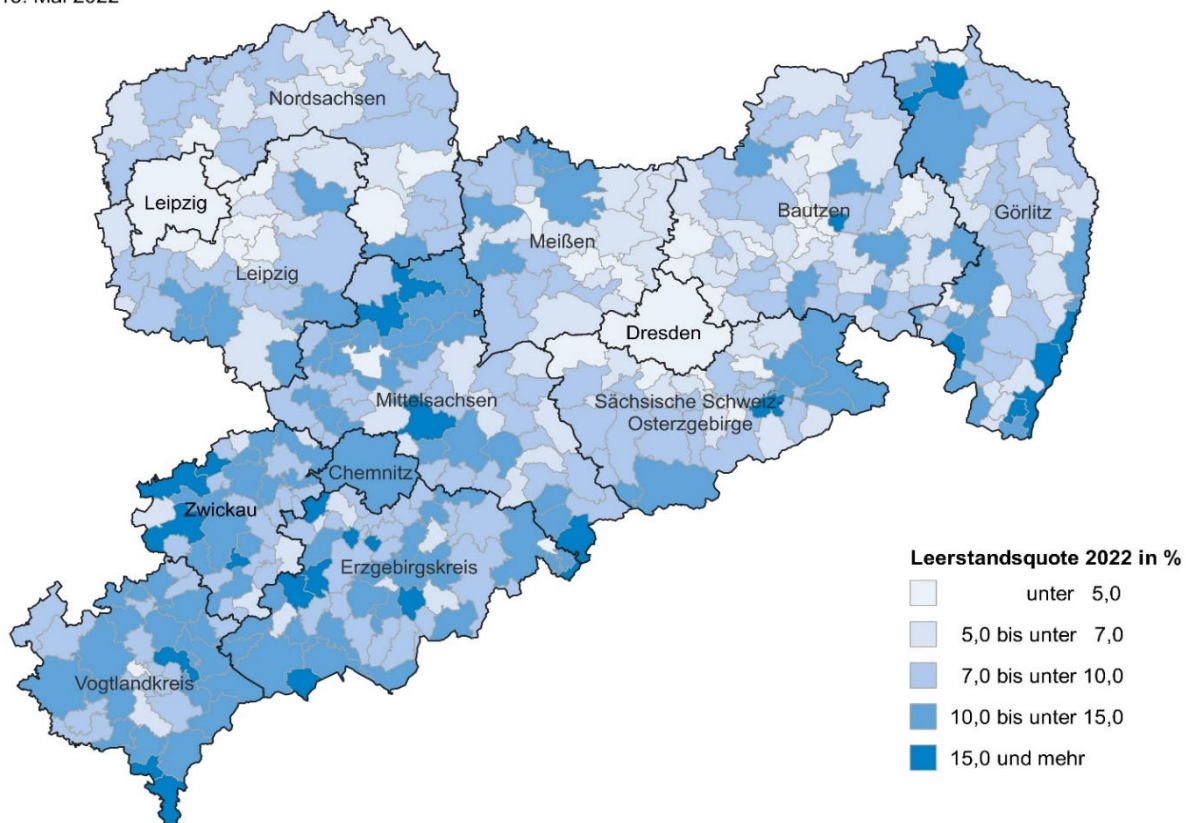 Mai 2022
Nordsachsen
Leipzig
Leipzig
Meißen
Bautzen
Görlitz
Dresden
Mittelsachsen
Sächsische Schweiz-
Osterzgebirge
Chemnitz
Zwickau
Erzgebirgskreis
Vogtlandkreis
Leerstandsquote 2022 in %
unter 5,0
5,0 bis unter 7,0
7,0 bis unter 10,0
10,0 bis unter 15,0
15,0 und mehr